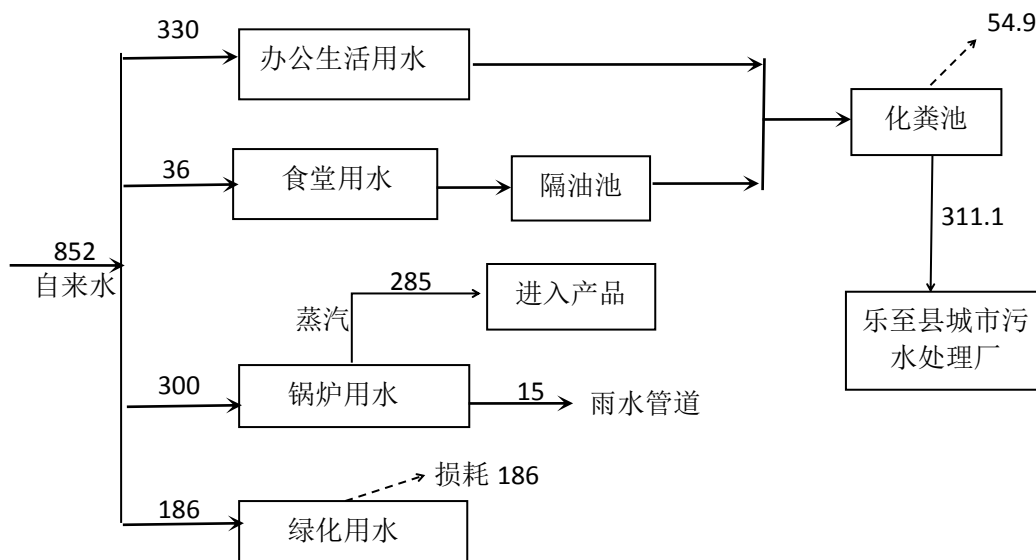 330
办公生活用水
54.9
化粪池
36
食堂用水
隔油池
311.1
852
自来水
285
进入产品
蒸汽
乐至县城市污
水处理厂
300
锅炉用水
15
雨水管道
损耗 186
186
绿化用水